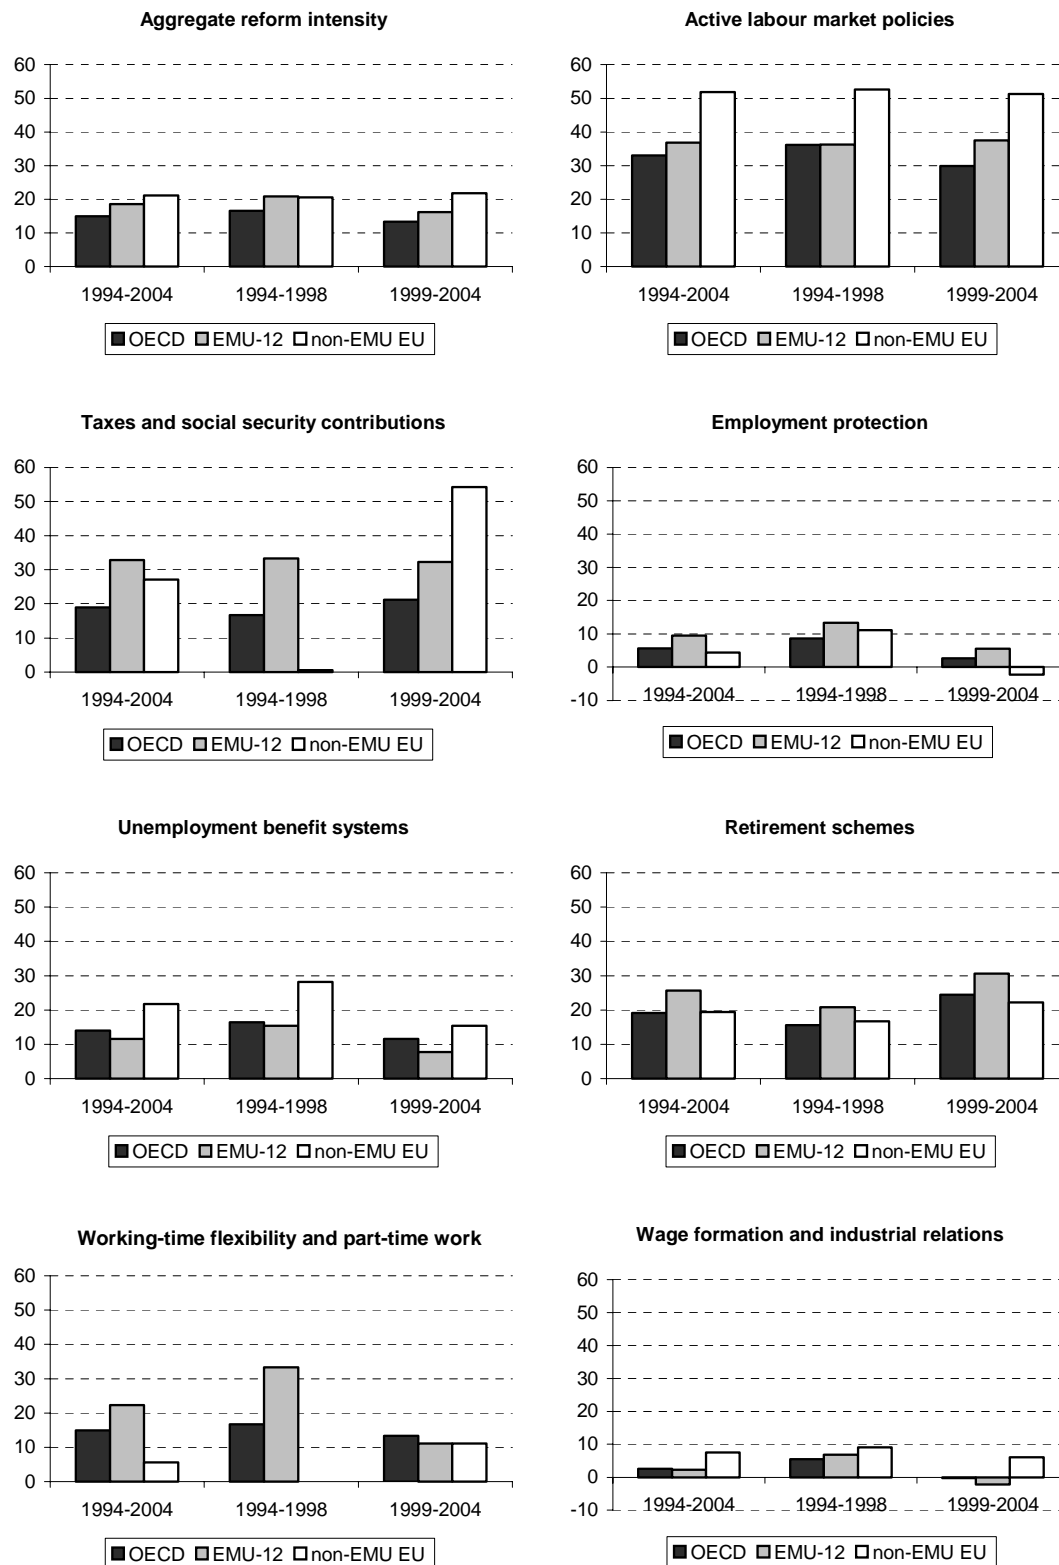 Aggregate reform intensity
60
50
40
30
20
10
0
1994-2004 1994-1998 1999-2004
OECD EMU-12 non-EMU EU
Active labour market policies
60
50
40
30
20
10
0
1994-2004 1994-1998 1999-2004
OECD EMU-12 non-EMU EU
Taxes and social security contributions
60
50
40
30
20
10
0
1994-2004 1994-1998 1999-2004
OECD EMU-12 non-EMU EU
Employment protection
60
50
40
30
20
10
0
-10
1994-2004 1994-1998 1999-2004
OECD EMU-12 non-EMU EU
Unemployment benefit systems
60
50
40
30
20
10
0
1994-2004 1994-1998 1999-2004
OECD EMU-12 non-EMU EU
Retirement schemes
60
50
40
30
20
10
0
1994-2004 1994-1998 1999-2004
OECD EMU-12 non-EMU EU
Working-time flexibility and part-time work
60
50
40
30
20
10
0
1994-2004 1994-1998 1999-2004
OECD EMU-12 non-EMU EU
Wage formation and industrial relations
60
50
40
30
20
10
0
-10
1994-2004 1994-1998 1999-2004
OECD EMU-12 non-EMU EU